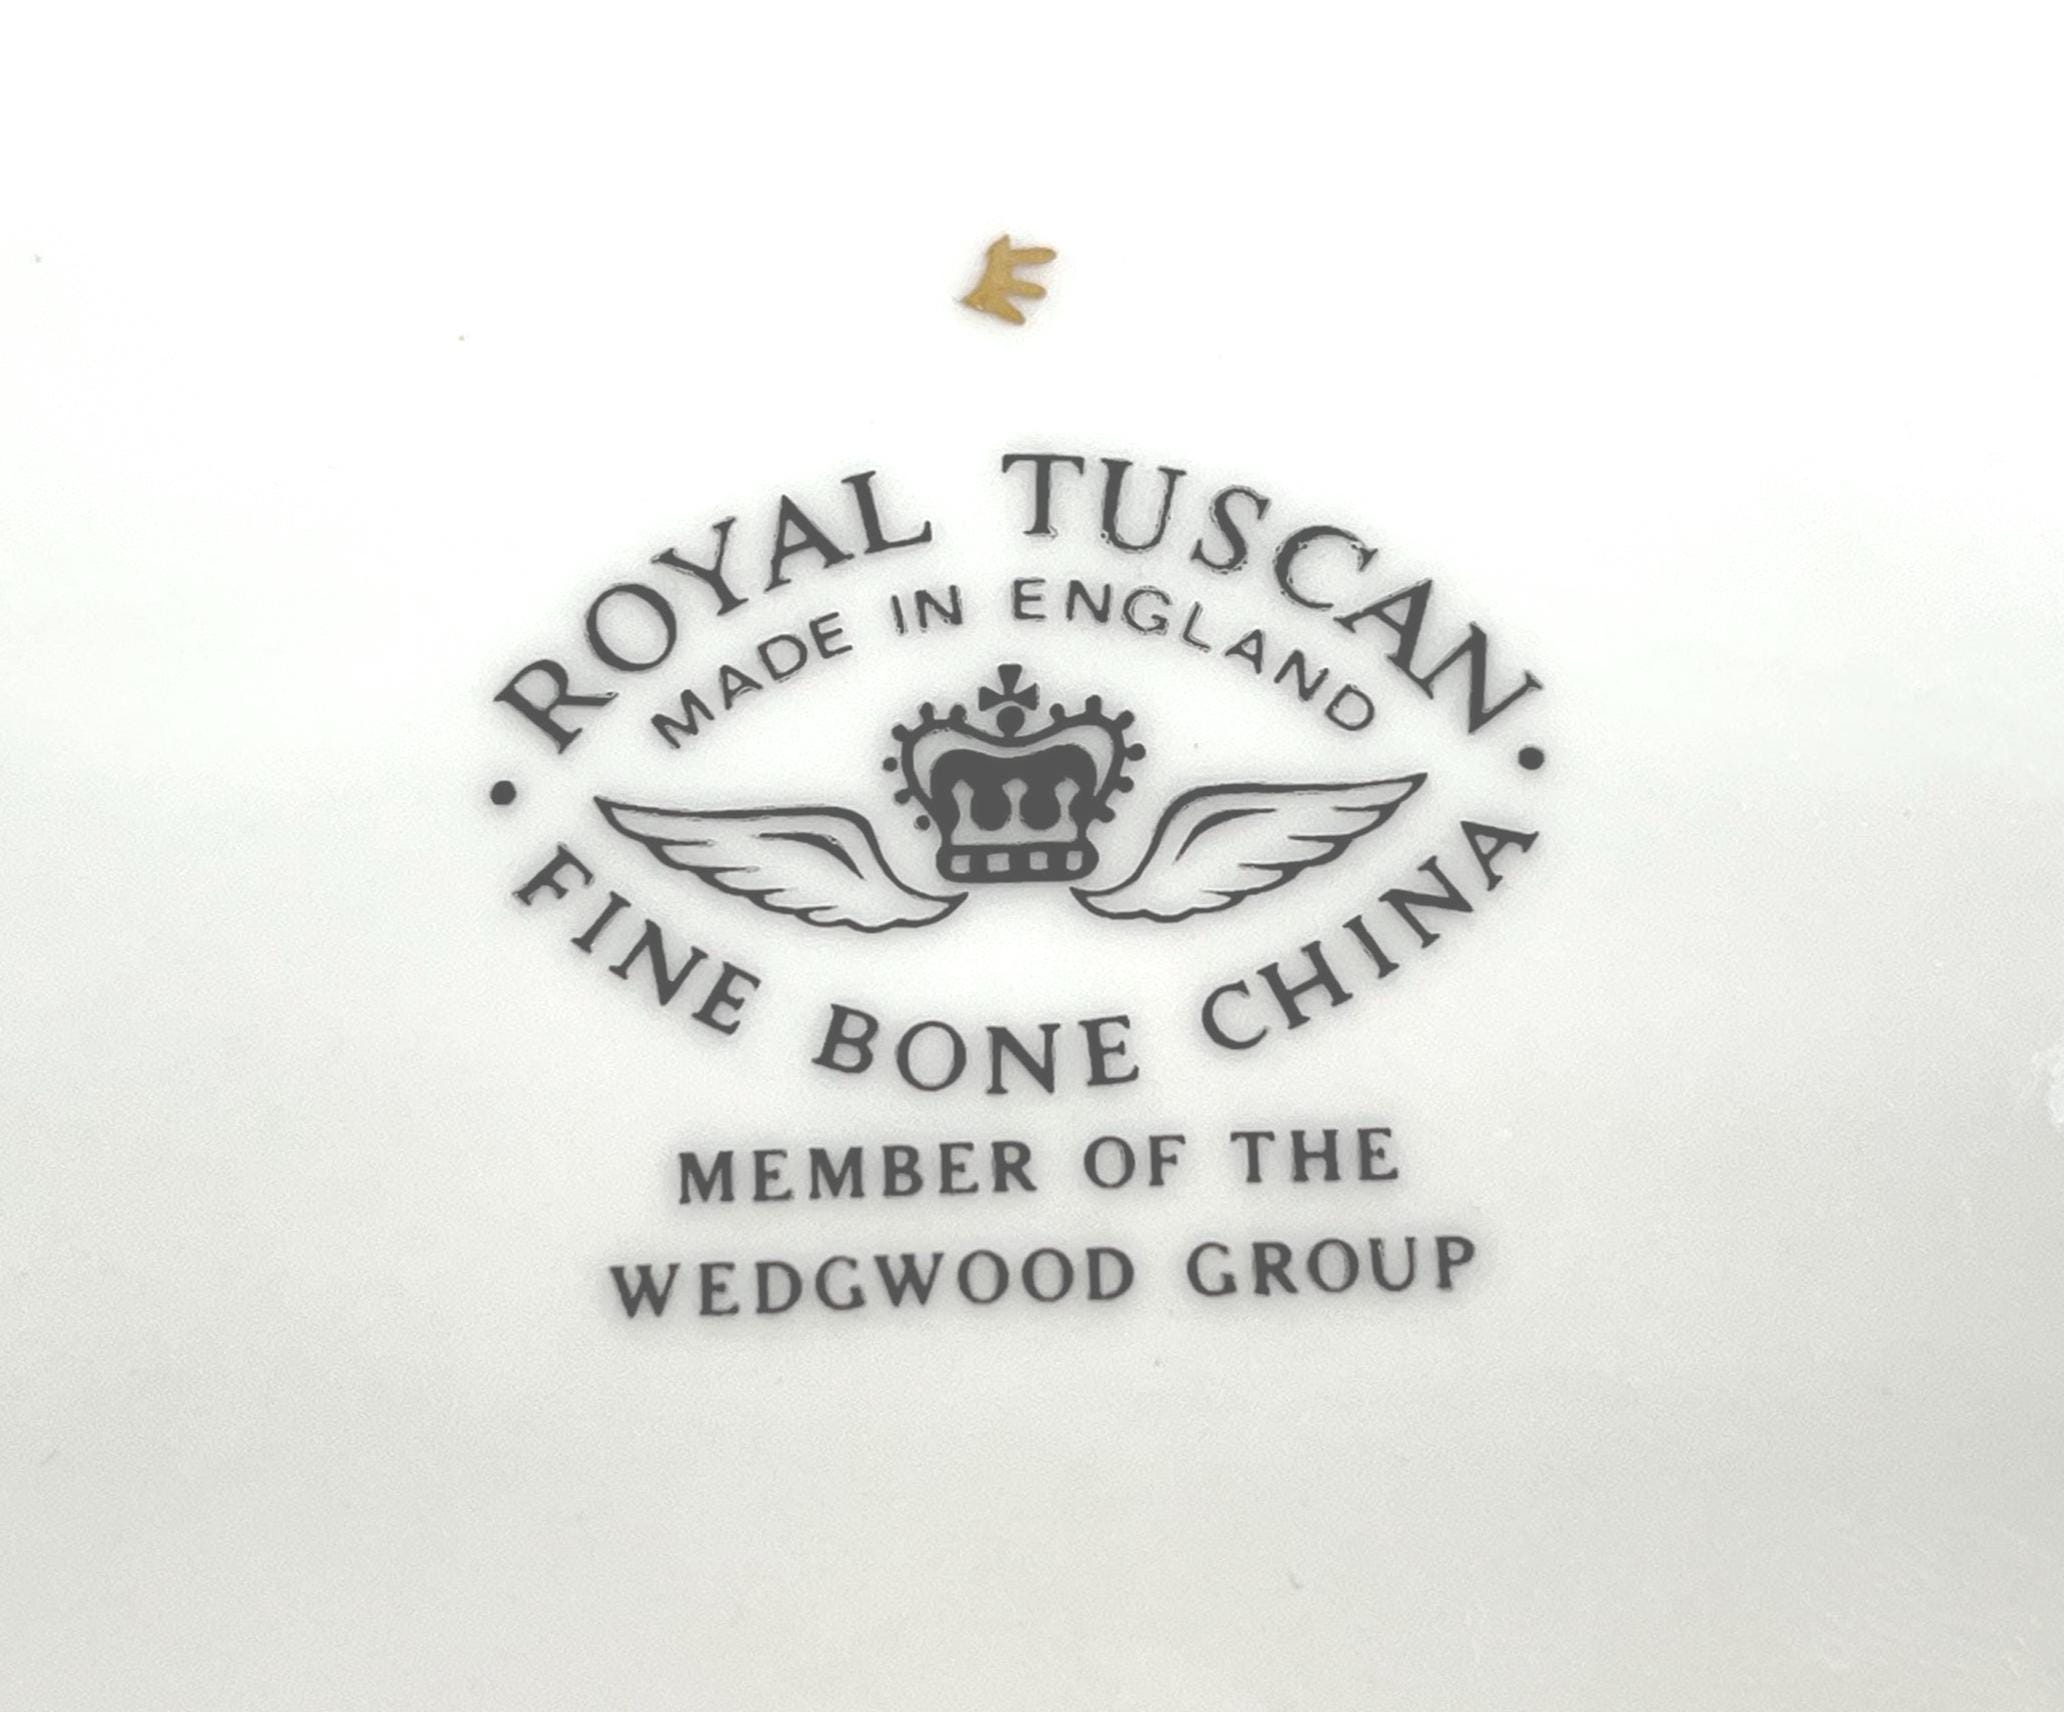 ROYAL TUSCAN
MADE IN ENGLAND
FINE BONE CHINA
MEMBER OF THE
WEDGWOOD GROUP